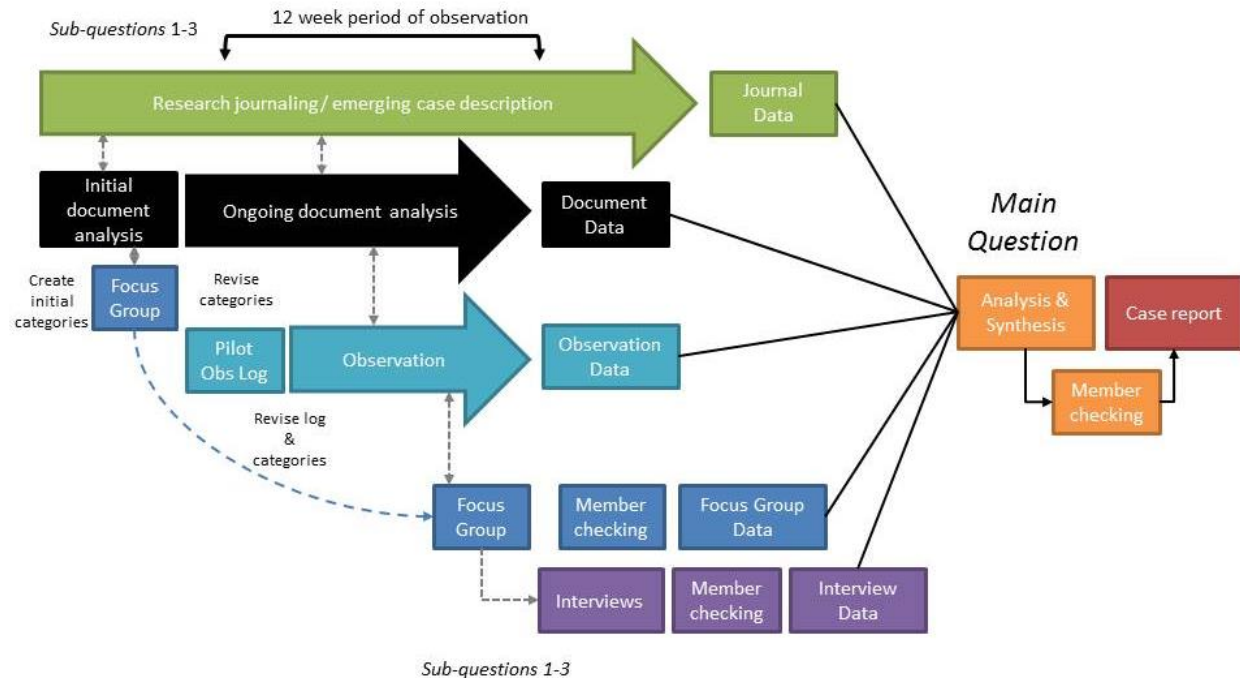 12 week period of observation
Sub-questions 1-3
Research journaling/ emerging case description
Journal
Data
Initial
document
analysis
Ongoing document analysis
Document
Data
Main
Question
Create
initial
categories
Focus
Group
Revise
categories
Analysis &
Synthesis
Case report
Pilot
Obs Log
Observation
Observation
Data
Member
checking
Revise log
&
categories
Focus
Group
Member
checking
Focus Group
Data
Interviews
Member
checking
Interview
Data
Sub-questions 1-3